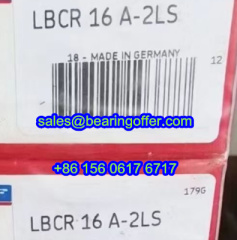 LBCR 16 A-2LS
18 - MADE IN GERMANY
12
sales@bearingoffer.com
+86 156 0617 6717
179G
LBCR 16 A-2LS